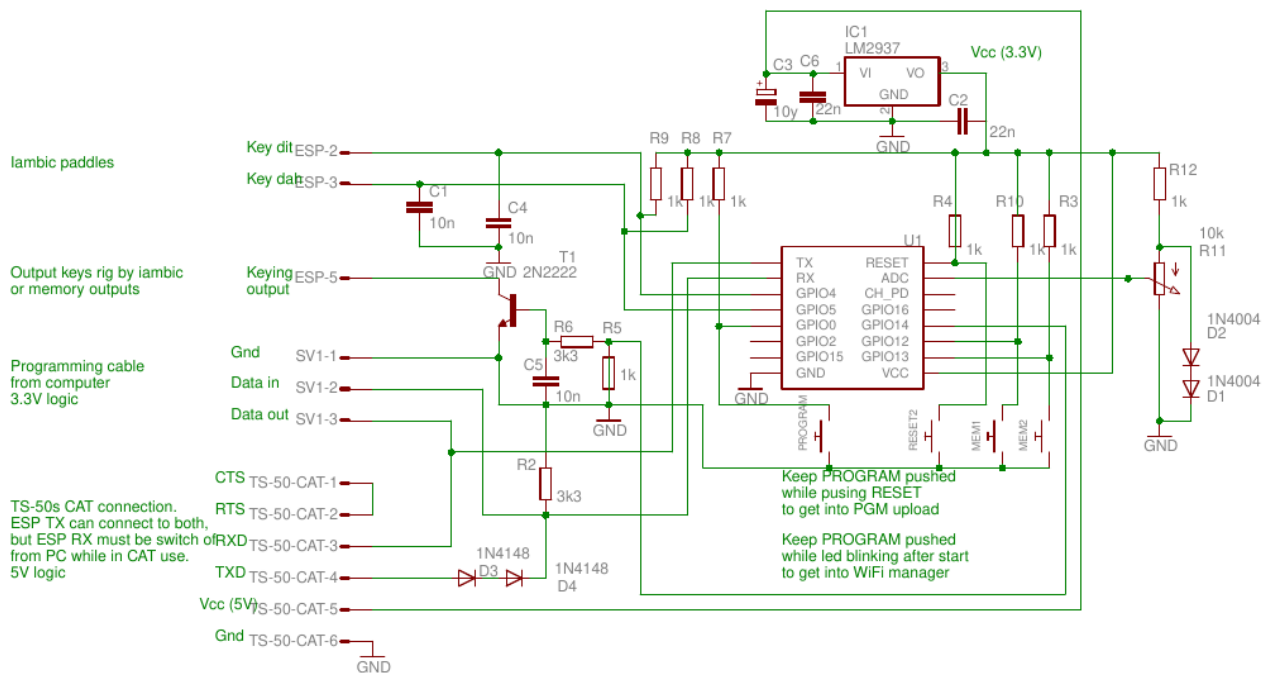 IC1
LM2937
Vcc (3.3V)
C3
C6
1
VI
VO
3
GND
2
+
10y
22n
C2
22n
GND
Iambic paddles
Key dit
ESP-2
Key dah
ESP-3
C1
10n
C4
10n
GND
R9
R8
R7
1k
1k
1k
R4
R10
R3
1k
1k
1k
R12
1k
10k
R11
Output keys rig by iambic
or memory outputs
Keying
output
ESP-5
T1
2N2222
U1
TX
RX
GPIO4
GPIO5
GPIO0
GPIO2
GPIO15
GND
RESET
ADC
CH_PD
GPIO16
GPIO14
GPIO12
GPIO13
VCC
GND
1N4004
D2
1N4004
D1
GND
R6
3k3
R5
1k
C5
10n
GND
Programming cable
from computer
3.3V logic
Gnd
SV1-1
Data in
SV1-2
Data out
SV1-3
PROGRAM
RESET2
MEM1
MEM2
R2
3k3
Keep PROGRAM pushed
while pusing RESET
to get into PGM upload
Keep PROGRAM pushed
while led blinking after start
to get into WiFi manager
TS-50s CAT connection.
ESP TX can connect to both,
but ESP RX must be switch of
from PC while in CAT use.
5V logic
CTS
TS-50-CAT-1
RTS
TS-50-CAT-2
RXD
TS-50-CAT-3
TXD
TS-50-CAT-4
Vcc (5V)
TS-50-CAT-5
Gnd
TS-50-CAT-6
1N4148
D3
1N4148
D4
GND